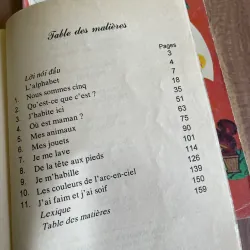 Table des matières
Pages
Lời nói đầu 3
L'alphabet 4
1. Nous sommes cinq 7
2. Qu'est-ce que c'est ? 18
3. J'habite ici 35
4. Où est maman ? 51
5. Mes animaux 63
6. Mes jouets 75
7. Je me lave 90
8. De la tête aux pieds 101
9. Je m'habille 114
10. Les couleurs de l'arc-en-ciel 126
11. J'ai faim et j'ai soif 139
Lexique 150
Table des matières 159